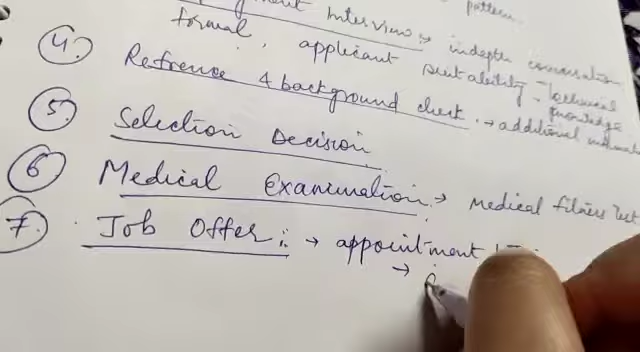 pattern.
Interview :→ indepth conversation
formal, applicant suitability - Technical
knowledge
4. Refrence & background check. → additional
5. Selection Decision
6 Medical Examination. → Medical fitness Test
7. Job Offer :. → appointment
→